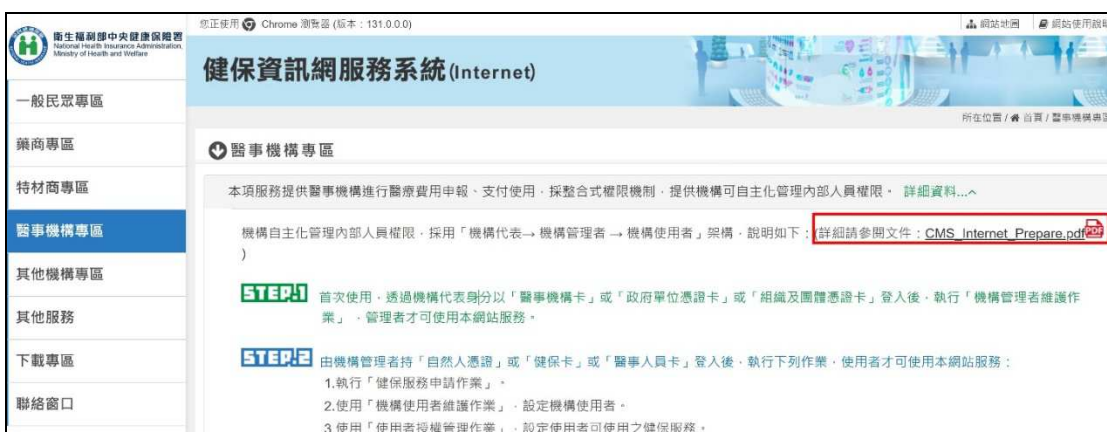 您正使用 Chrome 瀏覽器 (版本：131.0.0.0)
網站地圖
網站使用說明
衛生福利部中央健康保險署
National Health Insurance Administration,
Ministry of Health and Welfare
健保資訊網服務系統(Internet)
所在位置 / 首頁 / 醫事機構專區
一般民眾專區
藥商專區
特材商專區
醫事機構專區
其他機構專區
其他服務
下載專區
聯絡窗口
醫事機構專區
本項服務提供醫事機構進行醫療費用申報、支付使用，採整合式權限機制，提供機構可自主化管理內部人員權限。 詳細資料...
機構自主化管理內部人員權限，採用「機構代表→ 機構管理者 → 機構使用者」架構，說明如下：(詳細請參閱文件：CMS_Internet_Prepare.pdf PDF
)
STEP.1 首次使用，透過機構代表身分以「醫事機構卡」或「政府單位憑證卡」或「組織及團體憑證卡」登入後，執行「機構管理者維護作
業」，管理者才可使用本網站服務。
STEP.2 由機構管理者持「自然人憑證」或「健保卡」或「醫事人員卡」登入後，執行下列作業，使用者才可使用本網站服務：
1.執行「健保服務申請作業」。
2.使用「機構使用者維護作業」，設定機構使用者。
3.使用「使用者授權管理作業」，設定使用者可使用之健保服務。